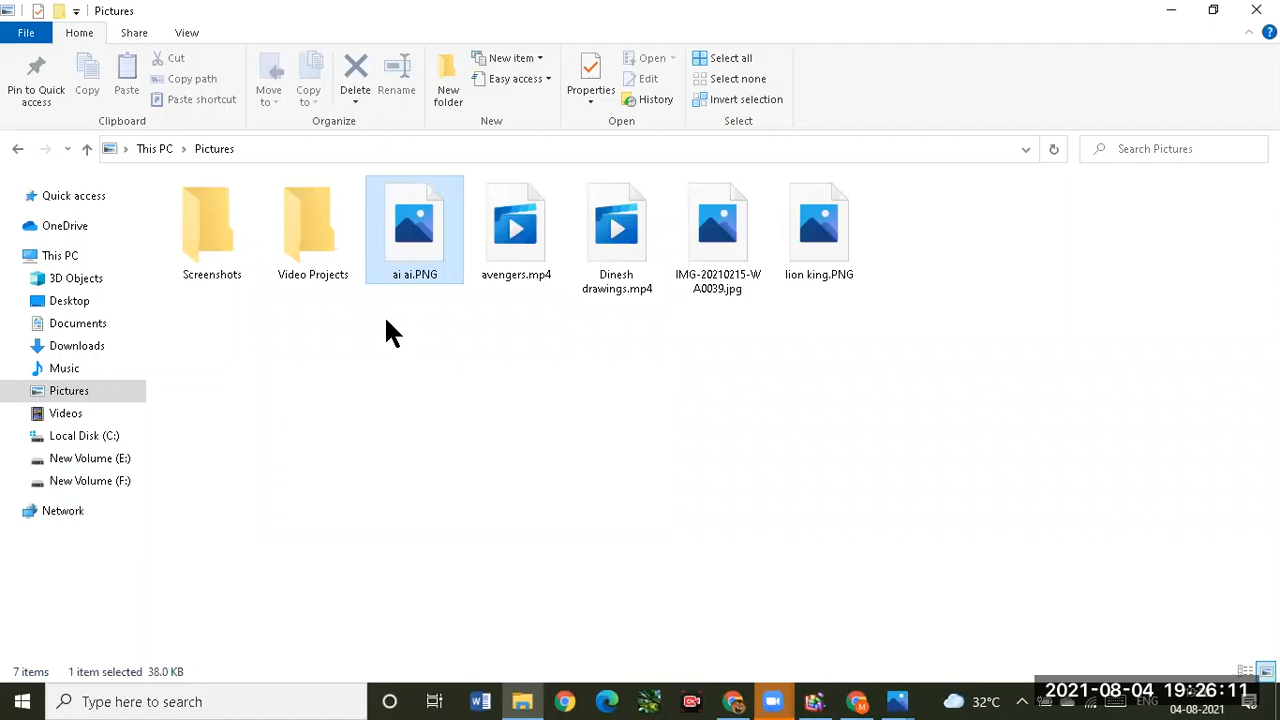 Pictures
File Home Share View
Pin to Quick access
Copy
Paste
Cut
Copy path
Paste shortcut
Clipboard
Move to
Copy to
Delete
Rename
Organize
New folder
New item
Easy access
New
Properties
Open
Edit
History
Open
Select all
Select none
Invert selection
Select
This PC > Pictures
Search Pictures
Quick access
OneDrive
This PC
3D Objects
Desktop
Documents
Downloads
Music
Pictures
Videos
Local Disk (C:)
New Volume (E:)
New Volume (F:)
Network
Screenshots
Video Projects
ai ai.PNG
avengers.mp4
Dinesh
drawings.mp4
IMG-20210215-W
A0039.jpg
lion king.PNG
7 items 1 item selected 38.0 KB
Type here to search
32°C
ENG
2021-08-04 19:26:11
04-08-2021